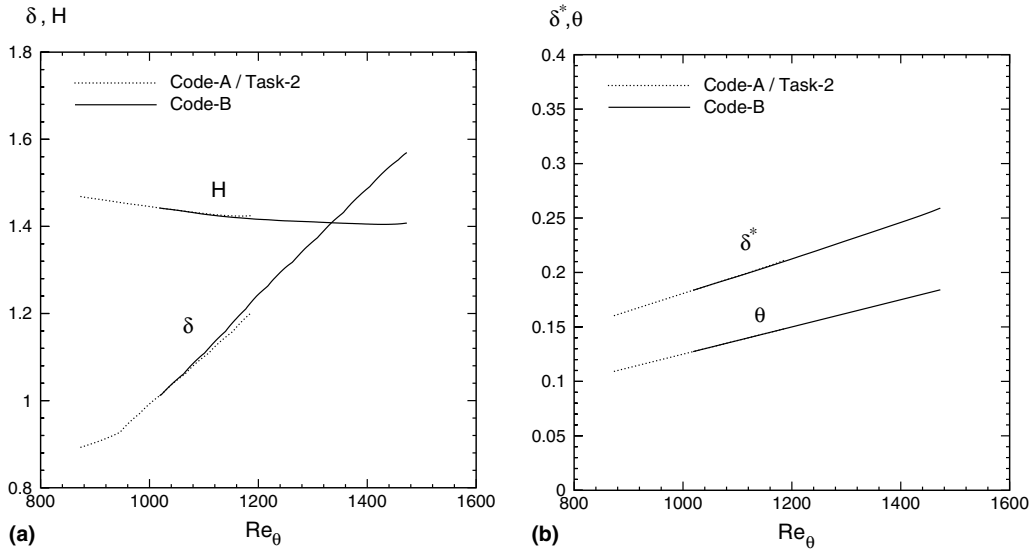 δ , H
1.8
1.6
1.4
1.2
1
0.8
Code-A / Task-2
Code-B
H
δ
800 1000 1200 1400 1600
(a) Re_θ
δ*,θ
0.4
0.35
0.3
0.25
0.2
0.15
0.1
0.05
0
Code-A / Task-2
Code-B
δ*
θ
800 1000 1200 1400 1600
(b) Re_θ